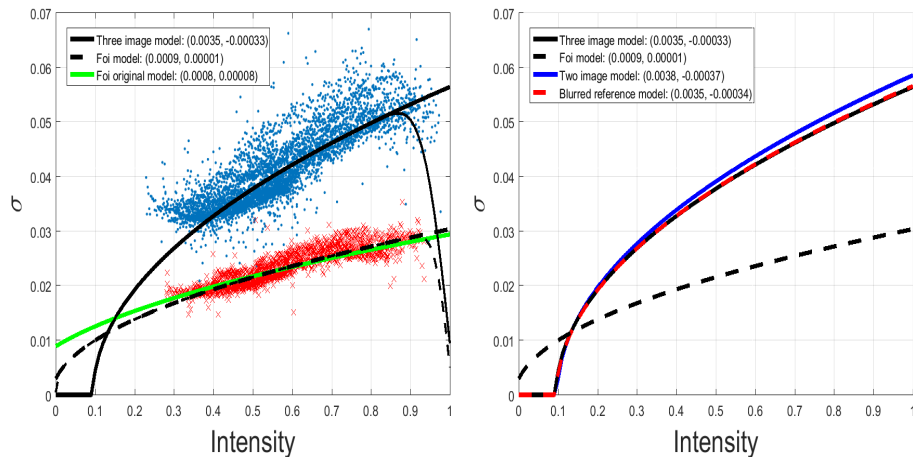 0.07
0.06
0.05
0.04
0.03
0.02
0.01
0
σ
Three image model: (0.0035, -0.00033)
Foi model: (0.0009, 0.00001)
Foi original model: (0.0008, 0.00008)
0 0.1 0.2 0.3 0.4 0.5 0.6 0.7 0.8 0.9 1
Intensity
0.07
0.06
0.05
0.04
0.03
0.02
0.01
0
σ
Three image model: (0.0035, -0.00033)
Foi model: (0.0009, 0.00001)
Two image model: (0.0038, -0.00037)
Blurred reference model: (0.0035, -0.00034)
0 0.1 0.2 0.3 0.4 0.5 0.6 0.7 0.8 0.9 1
Intensity